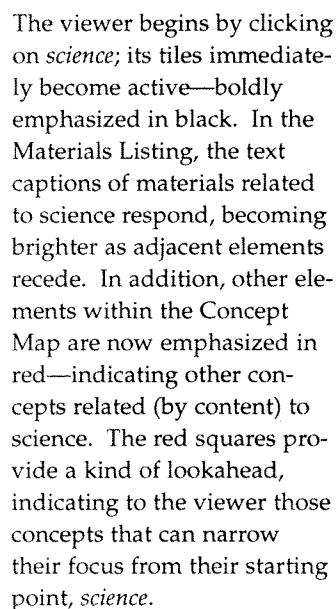 The viewer begins by clicking
on science; its tiles immediate-
ly become active—boldly
emphasized in black. In the
Materials Listing, the text
captions of materials related
to science respond, becoming
brighter as adjacent elements
recede. In addition, other ele-
ments within the Concept
Map are now emphasized in
red—indicating other con-
cepts related (by content) to
science. The red squares pro-
vide a kind of lookahead,
indicating to the viewer those
concepts that can narrow
their focus from their starting
point, science.